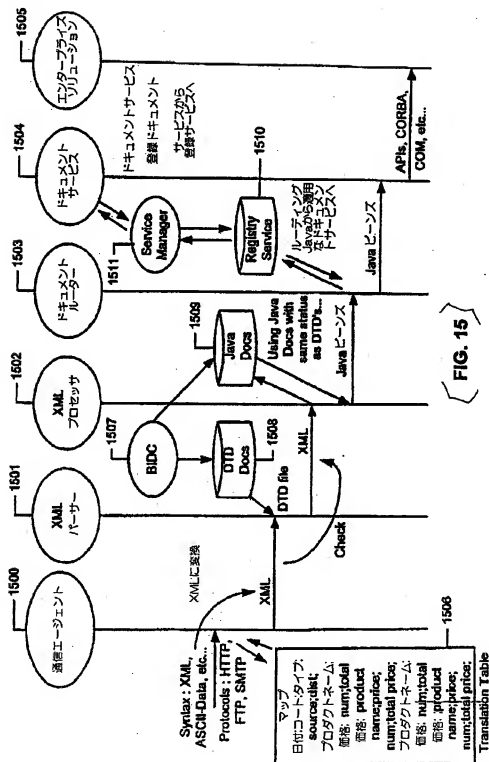 1500
1501
1502
1503
1504
1505
通信エージェント
XML
パーサー
XML
プロセッサ
ドキュメント
ルーター
ドキュメント
サービス
エンタープライズ
ソリューション
ドキュメントサービス
登録ドキュメント
サービスから
登録サービスへ
1511
Service
Manager
1510
Registry
Service
ルーティング
Javaから適用
なドキュメン
トサービスへ
1507
BIDC
1509
Java
Docs
1508
DTD
Docs
Using Java
Docs with
same status
as DTD's...
Syntax : XML,
ASCII-Data, etc...
XMLに変換
Protocols : HTTP,
FTP, SMTP
XML
DTD file
XML
Check
Java ビーンズ
Java ビーンズ
APIs, CORBA,
COM, etc...
1506
マップ
日付:コード:タイプ:
source;dist;
プロダクトネーム:
価格: num;total
価格: product
name;price;
num;total price;
プロダクトネーム:
価格: num;total
価格: product
name;price;
num;total price;
Translation Table
FIG. 15